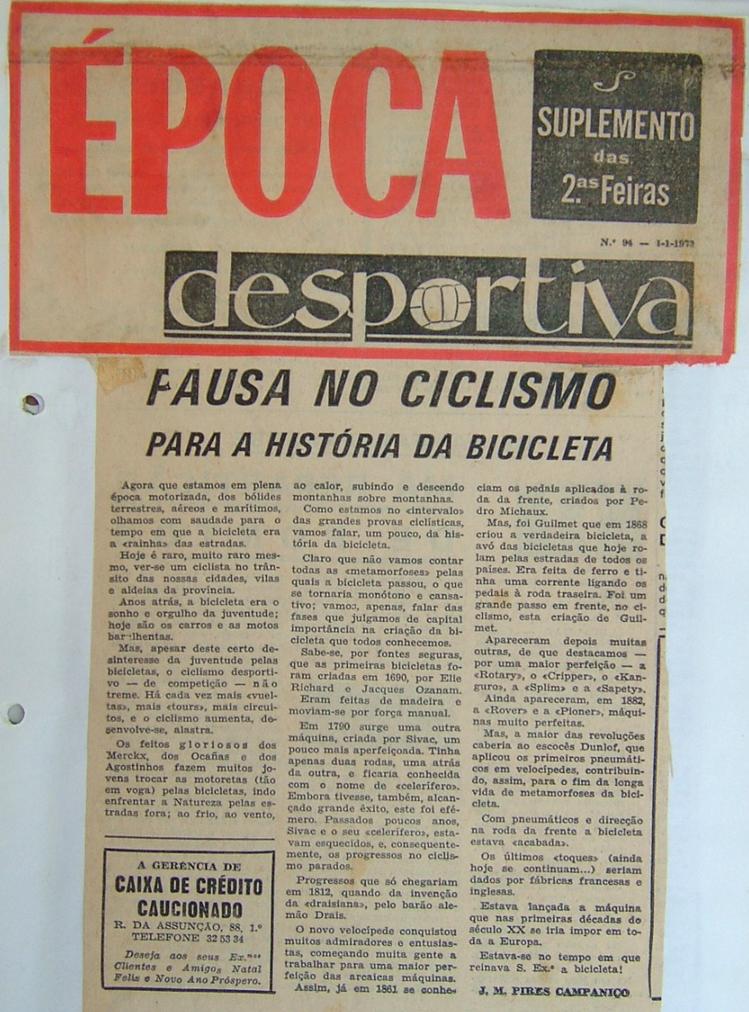 ÉPOCA
SUPLEMENTO
das
2.as Feiras
N.º 94 — 1-1-1973
desportiva
PAUSA NO CICLISMO
PARA A HISTÓRIA DA BICICLETA
Agora que estamos em plena
época motorizada, dos bólides
terrestres, aéreos e marítimos,
olhamos com saudade para o
tempo em que a bicicleta era
a «rainha» das estradas.
Hoje é raro, muito raro mes-
mo, ver-se um ciclista no trân-
sito das nossas cidades, vilas
e aldeias da província.
Anos atrás, a bicicleta era o
sonho e orgulho da juventude;
hoje são os carros e as motos
barulhentas.
Mas, apesar deste certo de-
sinteresse da juventude pelas
bicicletas, o ciclismo desporti-
vo — de competição — não
treme. Há cada vez mais «vuel-
tas», mais «tours», mais circui-
tos, e o ciclismo aumenta, de-
senvolve-se, alastra.
Os feitos gloriosos dos
Merckx, dos Ocañas e dos
Agostinhos fazem muitos jo-
vens trocar as motoretas (tão
em voga) pelas bicicletas, indo
enfrentar a Natureza pelas es-
tradas fora; ao frio, ao vento,
A GERÊNCIA DE
CAIXA DE CRÉDITO
CAUCIONADO
R. DA ASSUNÇÃO, 88, 1.º
TELEFONE 32 53 34
Deseja aos seus Ex.mos
Clientes e Amigos Natal
Feliz e Novo Ano Próspero.
ao calor, subindo e descendo
montanhas sobre montanhas.
Como estamos no «intervalo»
das grandes provas ciclísticas,
vamos falar, um pouco, da his-
tória da bicicleta.
Claro que não vamos contar
todas as «metamorfoses» pelas
quais a bicicleta passou, o que
se tornaria monótono e cansa-
tivo; vamos, apenas, falar das
fases que julgamos de capital
importância na criação da bi-
cicleta que todos conhecemos.
Sabe-se, por fontes seguras,
que as primeiras bicicletas fo-
ram criadas em 1690, por Elie
Richard e Jacques Ozanam.
Eram feitas de madeira e
moviam-se por força manual.
Em 1790 surge uma outra
máquina, criada por Sivac, um
pouco mais aperfeiçoada. Tinha
apenas duas rodas, uma atrás
da outra, e ficaria conhecida
com o nome de «celerífero».
Embora tivesse, também, alcan-
çado grande êxito, este foi efé-
mero. Passados poucos anos,
Sivac e o seu «celerífero», esta-
vam esquecidos, e, consequente-
mente, os progressos no ciclis-
mo parados.
Progressos que só chegariam
em 1812, quando da invenção
da «draisiana», pelo barão ale-
mão Drais.
O novo velocípede conquistou
muitos admiradores e entusias-
tas, começando muita gente a
trabalhar para uma maior per-
feição das arcaicas máquinas.
Assim, já em 1861 se conhe-
ciam os pedais aplicados à ro-
da da frente, criados por Pe-
dro Michaux.
Mas, foi Guilmet que em 1868
criou a verdadeira bicicleta, a
avó das bicicletas que hoje ro-
lam pelas estradas de todos os
países. Era feita de ferro e ti-
nha uma corrente ligando os
pedais à roda traseira. Foi um
grande passo em frente, no ci-
clismo, esta criação de Guil-
met.
Apareceram depois muitas
outras, de que destacamos —
por uma maior perfeição — a
«Rotary», o «Cripper», o «Kan-
guro», a «Splim» e a «Sapety».
Ainda apareceram, em 1882,
a «Rover» e a «Pioner», máqui-
nas muito perfeitas.
Mas, a maior das revoluções
caberia ao escocês Dunlof, que
aplicou os primeiros pneumáti-
cos em velocípedes, contribuin-
do, assim, para o fim da longa
vida de metamorfoses da bici-
cleta.
Com pneumáticos e direcção
na roda da frente a bicicleta
estava «acabada».
Os últimos «toques» (ainda
hoje se continuam...) seriam
dados por fábricas francesas e
inglesas.
Estava lançada a máquina
que nas primeiras décadas do
século XX se iria impor em to-
da a Europa.
Estava-se no tempo em que
reinava S. Ex.ª a bicicleta!
J. M. PIRES CAMPANIÇO